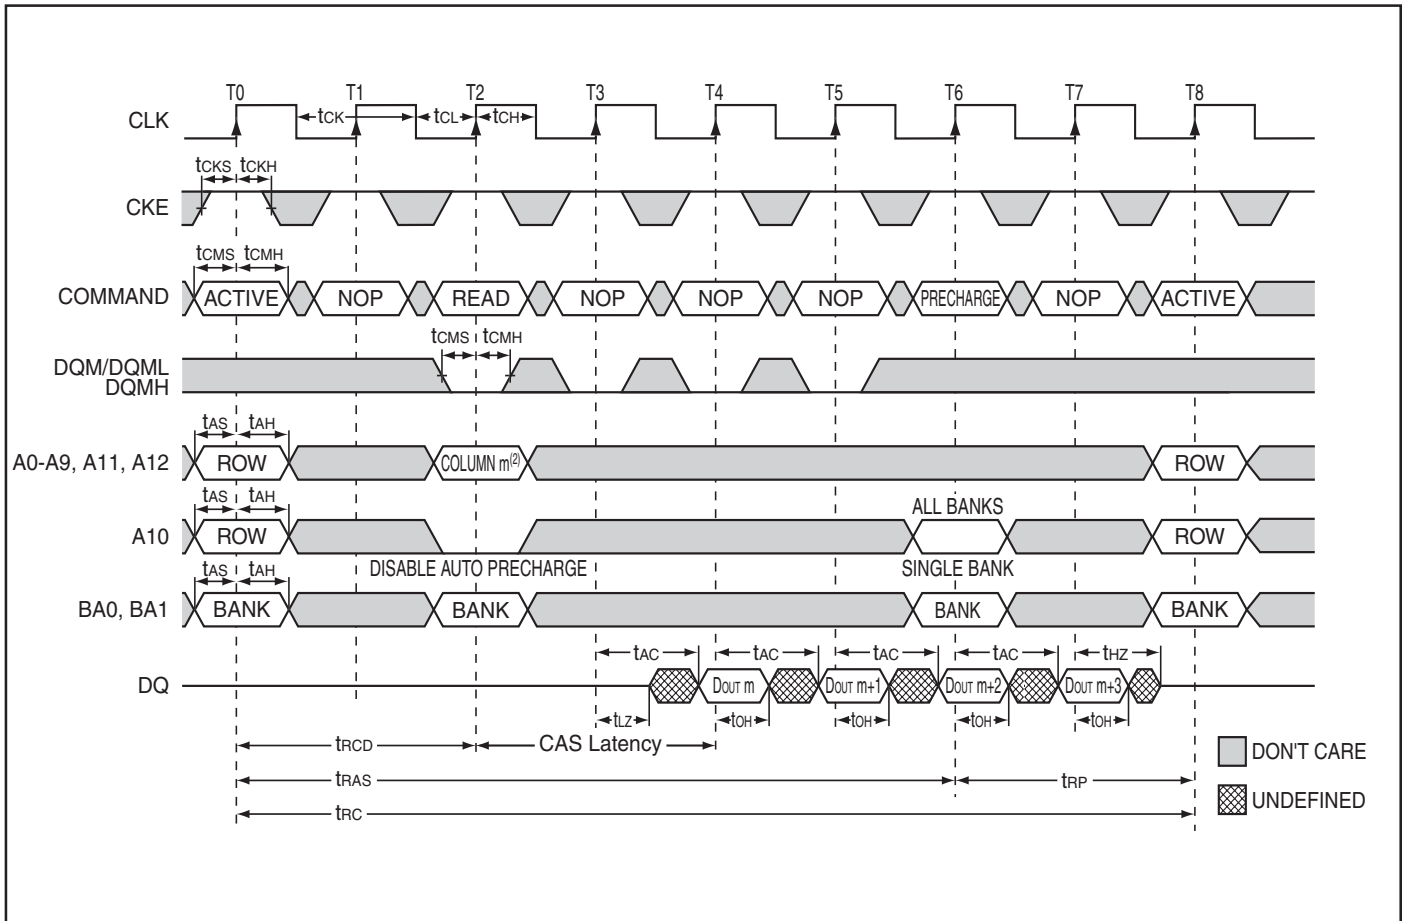 T0 T1 T2 T3 T4 T5 T6 T7 T8
CLK tCK tCL tCH
tCKS tCKH
CKE
tCMS tCMH
COMMAND ACTIVE NOP READ NOP NOP NOP PRECHARGE NOP ACTIVE
tCMS tCMH
DQM/DQML
DQMH
tAS tAH
A0-A9, A11, A12 ROW COLUMN m(2) ROW
tAS tAH ALL BANKS
A10 ROW ROW
DISABLE AUTO PRECHARGE SINGLE BANK
tAS tAH
BA0, BA1 BANK BANK BANK BANK
tAC tAC tAC tAC tHZ
DQ DOUT m DOUT m+1 DOUT m+2 DOUT m+3
tLZ tOH tOH tOH tOH
tRCD CAS Latency
DON'T CARE
tRAS tRP
UNDEFINED
tRC